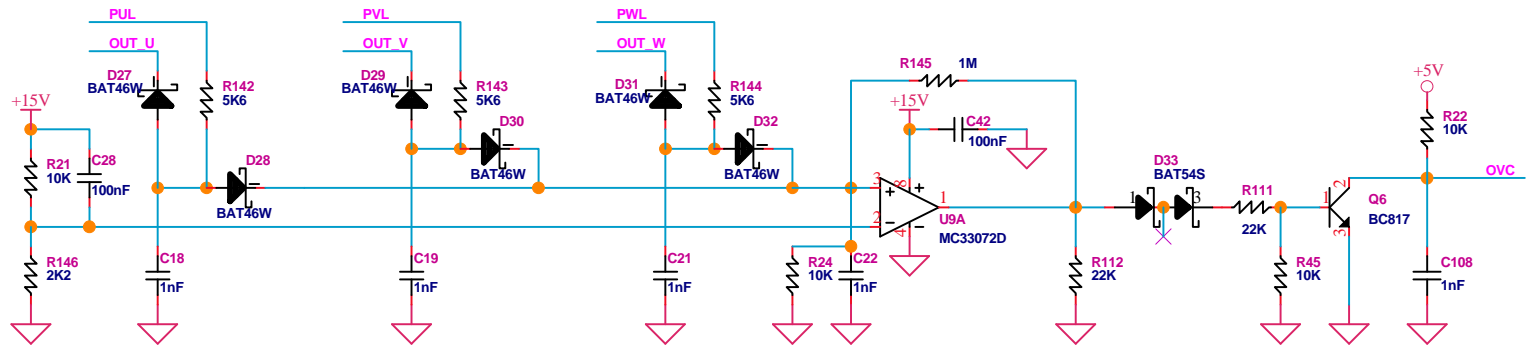 PUL
PVL
PWL
OUT_U
OUT_V
OUT_W
D27
BAT46W
R142
5K6
D29
BAT46W
R143
5K6
D30
BAT46W
D31
BAT46W
R144
5K6
D32
BAT46W
R145
1M
+15V
+15V
C42
100nF
+5V
R22
10K
R21
10K
C28
100nF
D28
BAT46W
D33
BAT54S
1
3
R111
22K
OVC
3
2
8
4
1
+
+
−
−
U9A
MC33072D
1
2
3
Q6
BC817
R146
2K2
C18
1nF
C19
1nF
C21
1nF
R24
10K
C22
1nF
R112
22K
R45
10K
C108
1nF